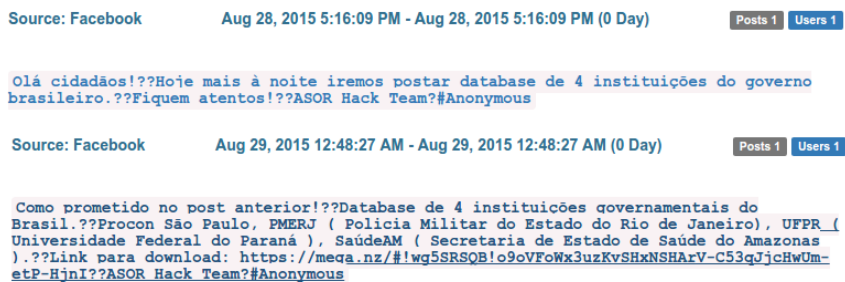 Source: Facebook Aug 28, 2015 5:16:09 PM - Aug 28, 2015 5:16:09 PM (0 Day) Posts 1 Users 1
Olá cidadãos!??Hoje mais à noite iremos postar database de 4 instituições do governo
brasileiro.??Fiquem atentos!??ASOR Hack Team?#Anonymous
Source: Facebook Aug 29, 2015 12:48:27 AM - Aug 29, 2015 12:48:27 AM (0 Day) Posts 1 Users 1
Como prometido no post anterior!??Database de 4 instituições governamentais do
Brasil.??Procon São Paulo, PMERJ ( Policia Militar do Estado do Rio de Janeiro), UFPR (
Universidade Federal do Paraná ), SaúdeAM ( Secretaria de Estado de Saúde do Amazonas
).??Link para download: https://mega.nz/#!wg5SRSQB!o9oVFoWx3uzKvSHxNSHArV-C53qJjcHwUm-
etP-HjnI??ASOR Hack Team?#Anonymous